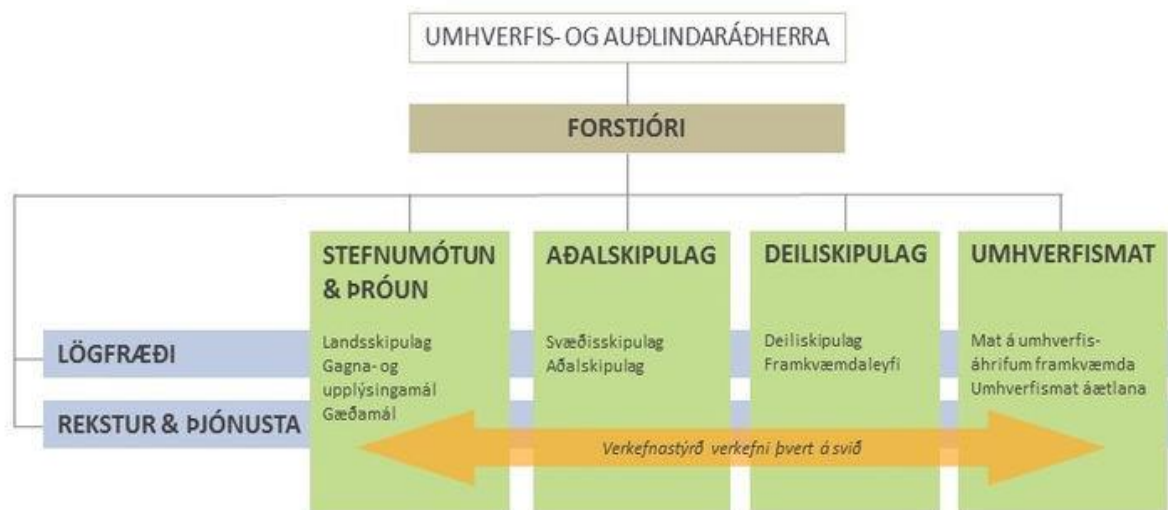 UMHVERFIS- OG AUÐLINDARÁÐHERRA
FORSTJÓRI
STEFNUMÓTUN
& ÞRÓUN
Landsskipulag
Gagna- og
upplýsingamál
Gæðamál
AÐALSKIPULAG
Svæðisskipulag
Aðalskipulag
DEILISKIPULAG
Deiliskipulag
Framkvæmdaleyfi
UMHVERFISMAT
Mat á umhverfis-
áhrifum framkvæmda
Umhverfismat áætlana
LÖGFRÆÐI
REKSTUR & ÞJÓNUSTA
Verkefnastýrð verkefni þvert á svið